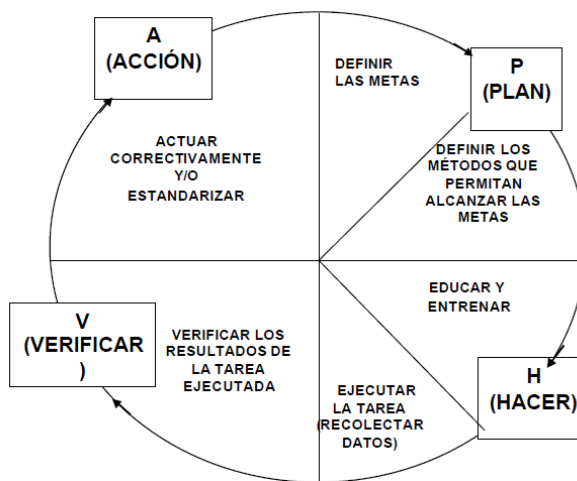 A
(ACCIÓN)
DEFINIR
LAS METAS
P
(PLAN)
ACTUAR
CORRECTIVAMENTE
Y/O
ESTANDARIZAR
DEFINIR LOS
MÉTODOS QUE
PERMITAN
ALCANZAR LAS
METAS
EDUCAR Y
ENTRENAR
V
(VERIFICAR
)
VERIFICAR LOS
RESULTADOS DE
LA TAREA
EJECUTADA
EJECUTAR
LA TAREA
(RECOLECTAR
DATOS)
H
(HACER)